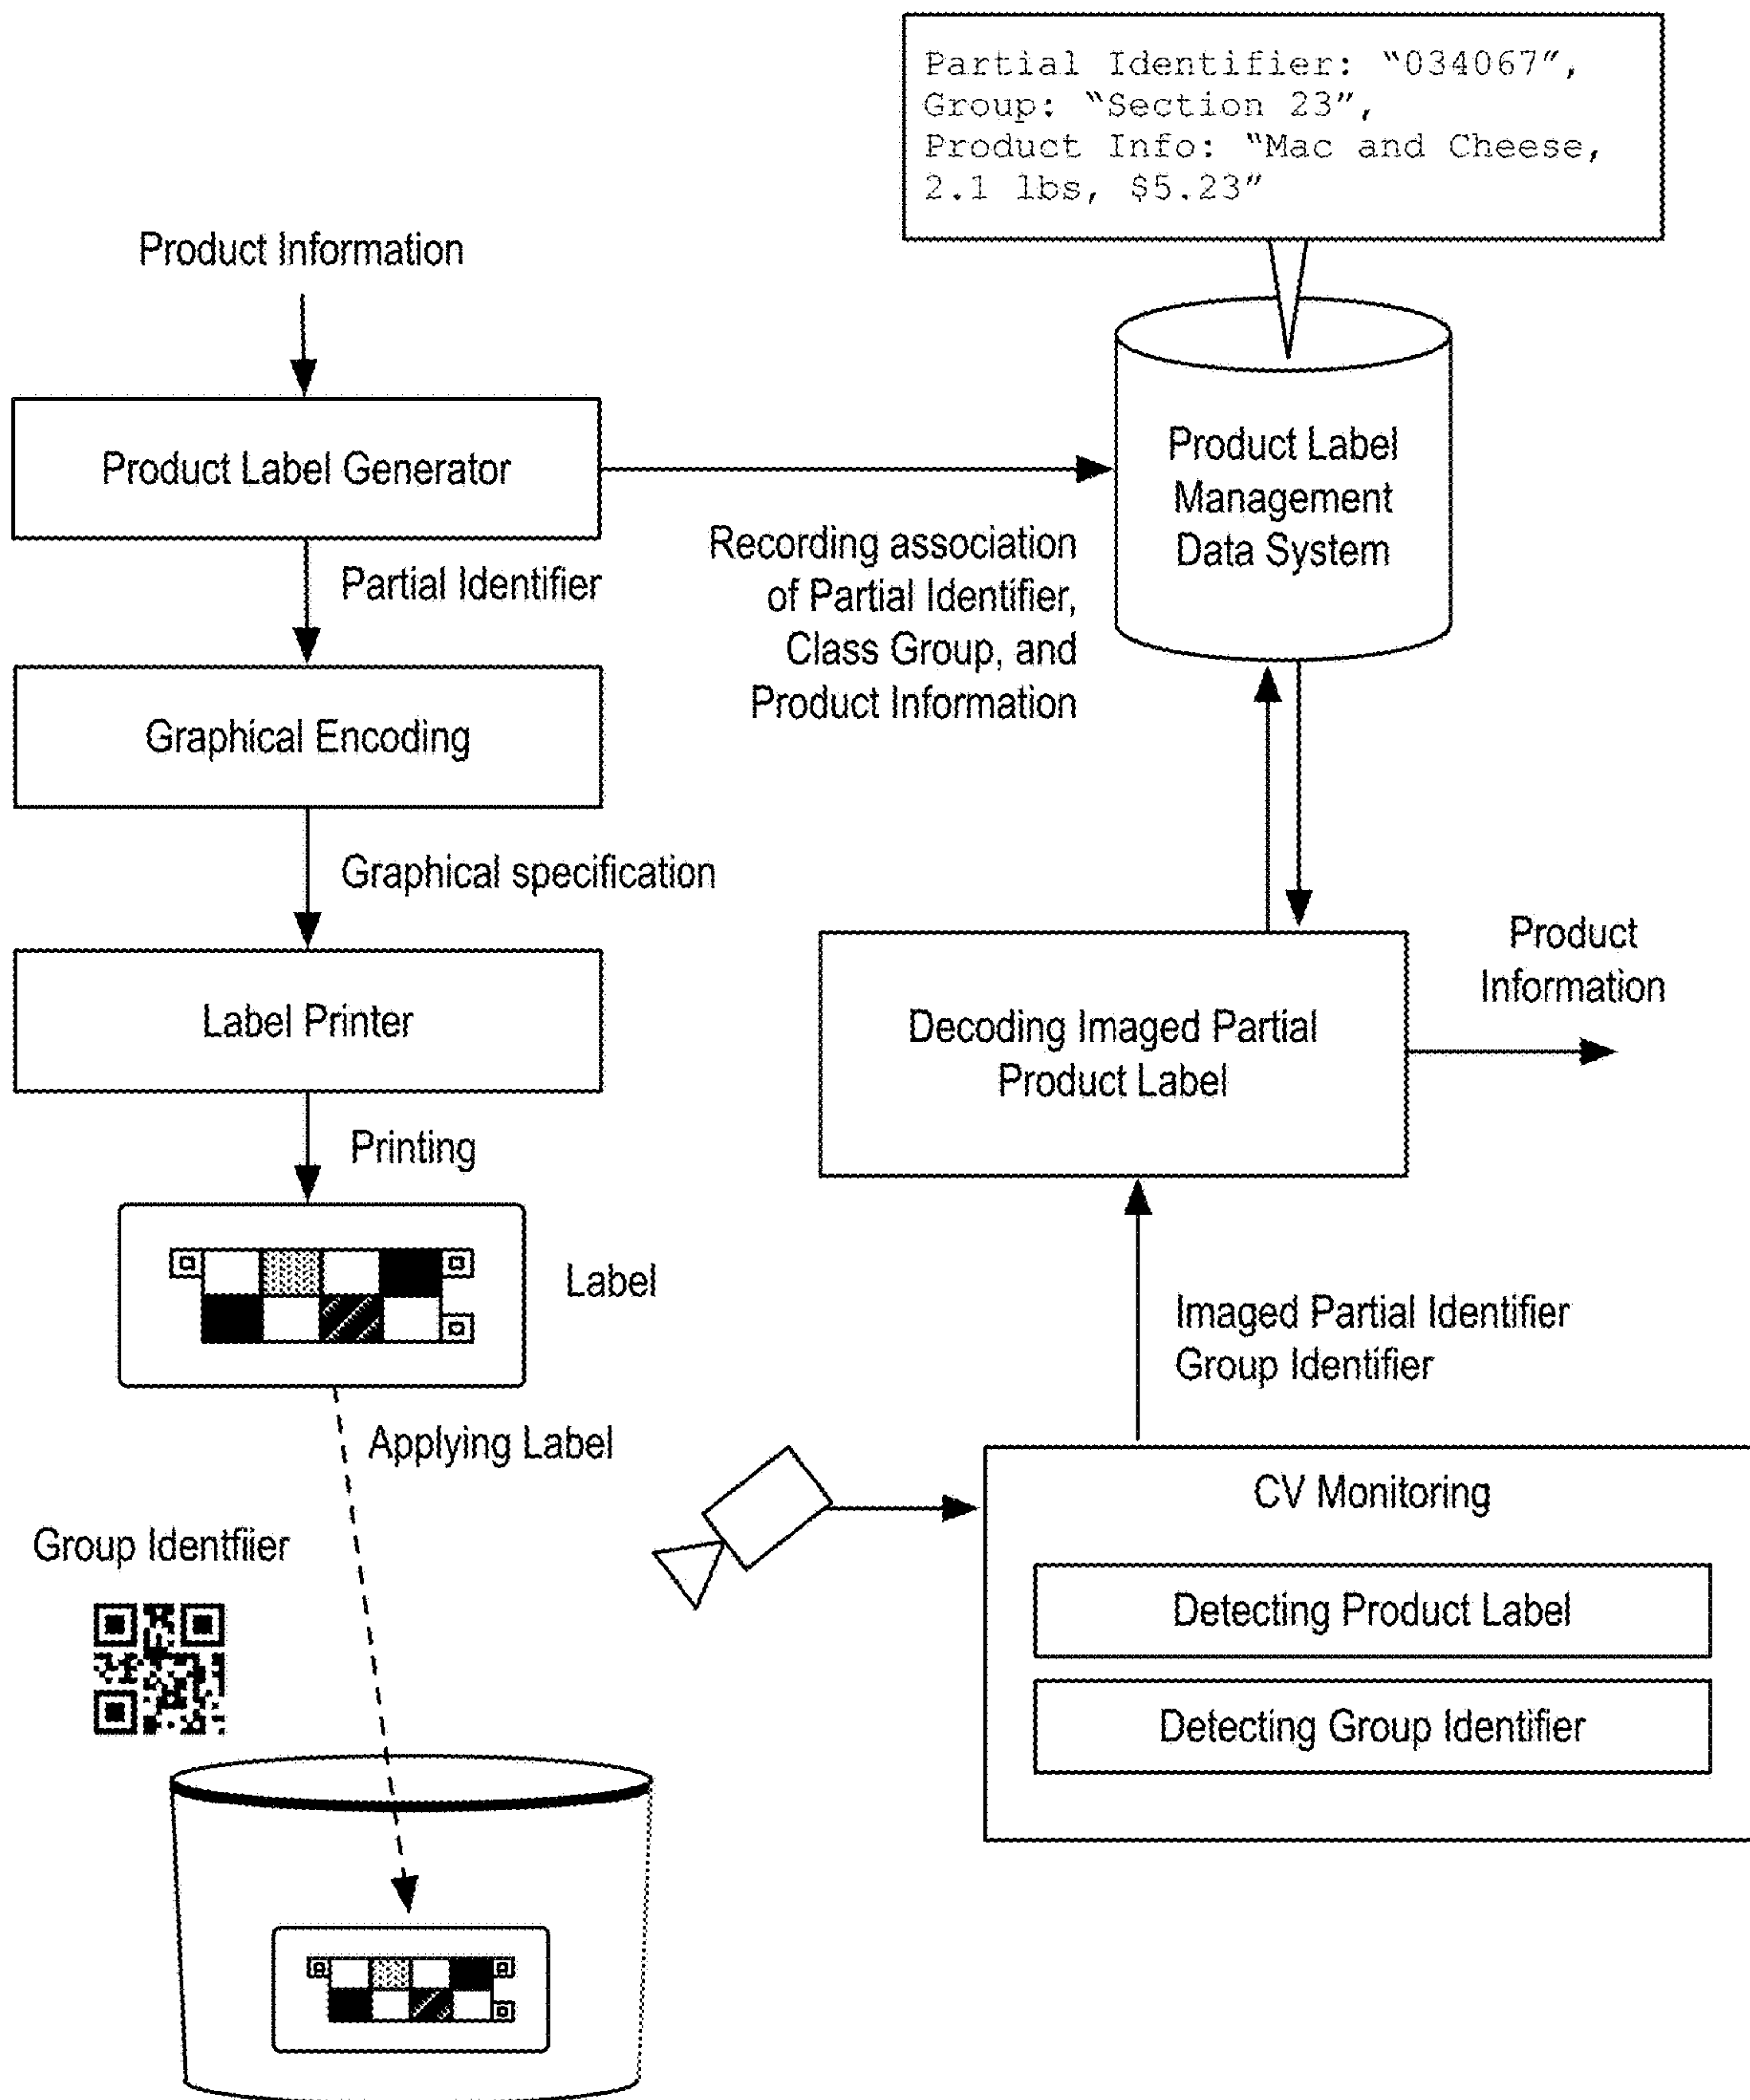 Partial Identifier: “034067”,
Group: “Section 23”,
Product Info: “Mac and Cheese,
2.1 lbs, $5.23”
Product Information
Product Label Generator
Product Label
Management
Data System
Recording association
of Partial Identifier,
Class Group, and
Product Information
Partial Identifier
Graphical Encoding
Graphical specification
Label Printer
Product
Information
Decoding Imaged Partial
Product Label
Printing
Label
Imaged Partial Identifier
Group Identifier
Applying Label
CV Monitoring
Group Identfiier
Detecting Product Label
Detecting Group Identifier